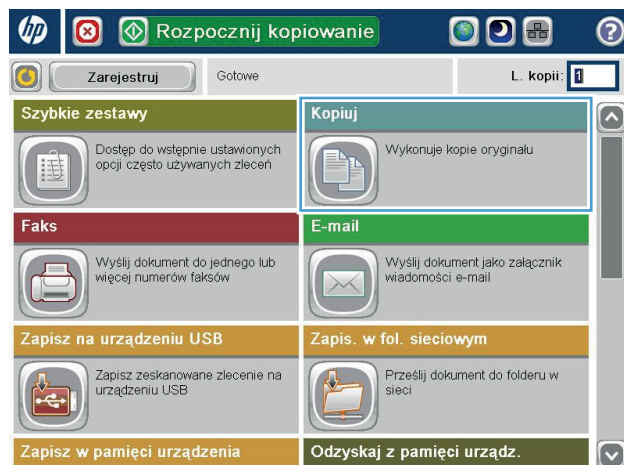 hp
Rozpocznij kopiowanie
?
Zarejestruj
Gotowe
L. kopii: 1
Szybkie zestawy
Kopiuj
Dostęp do wstępnie ustawionych
opcji często używanych zleceń
Wykonuje kopie oryginału
Faks
E-mail
Wyślij dokument do jednego lub
więcej numerów faksów
Wyślij dokument jako załącznik
wiadomości e-mail
Zapisz na urządzeniu USB
Zapis. w fol. sieciowym
Zapisz zeskanowane zlecenie na
urządzeniu USB
Prześlij dokument do folderu w
sieci
Zapisz w pamięci urządzenia
Odzyskaj z pamięci urządz.